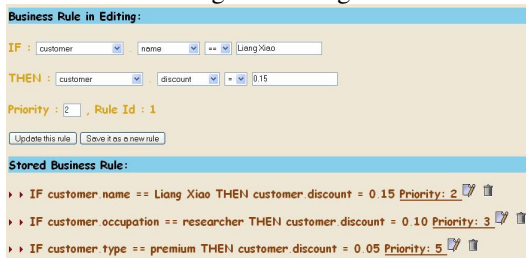 Business Rule in Editing:
IF : customer . name == Liang Xiao
THEN : customer . discount = 0.15
Priority : 2 , Rule Id : 1
Update this rule Save it as a new rule
Stored Business Rule:
IF customer.name == Liang Xiao THEN customer.discount = 0.15 Priority: 2
IF customer.occupation == researcher THEN customer.discount = 0.10 Priority: 3
IF customer.type == premium THEN customer.discount = 0.05 Priority: 5